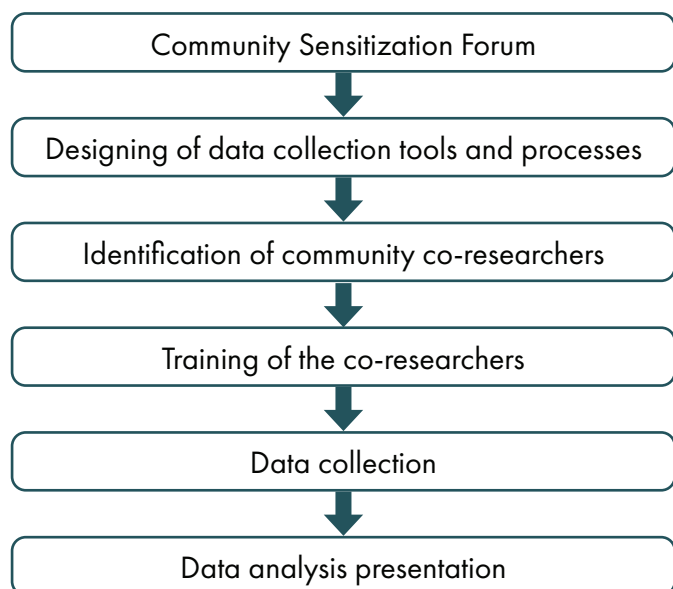 Community Sensitization Forum
Designing of data collection tools and processes
Identification of community co-researchers
Training of the co-researchers
Data collection
Data analysis presentation